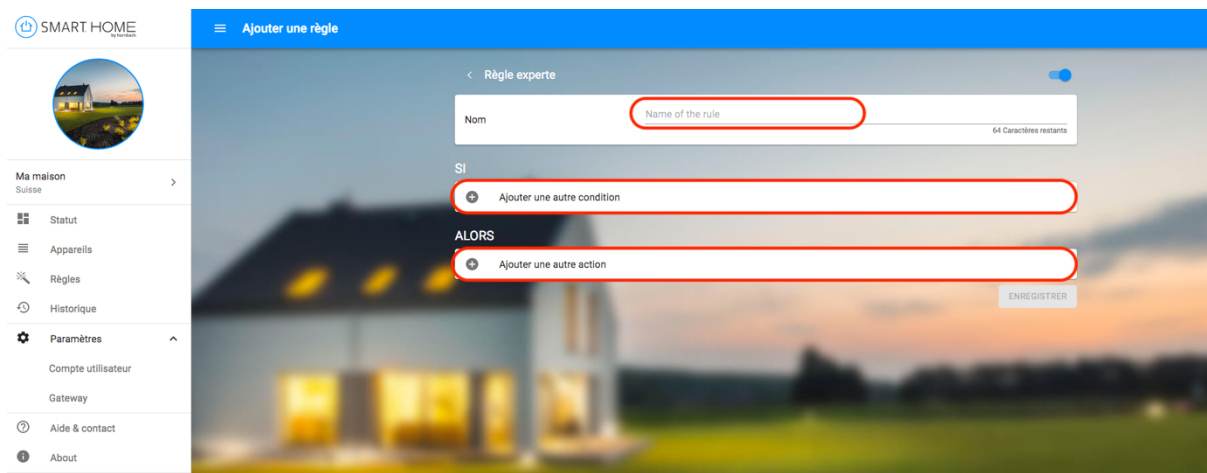 SMART HOME
by hornbach
Ajouter une règle
Règle experte
Nom
Name of the rule
64 Caractères restants
SI
Ajouter une autre condition
ALORS
Ajouter une autre action
ENREGISTRER
Ma maison
Suisse
Statut
Appareils
Règles
Historique
Paramètres
Compte utilisateur
Gateway
Aide & contact
About